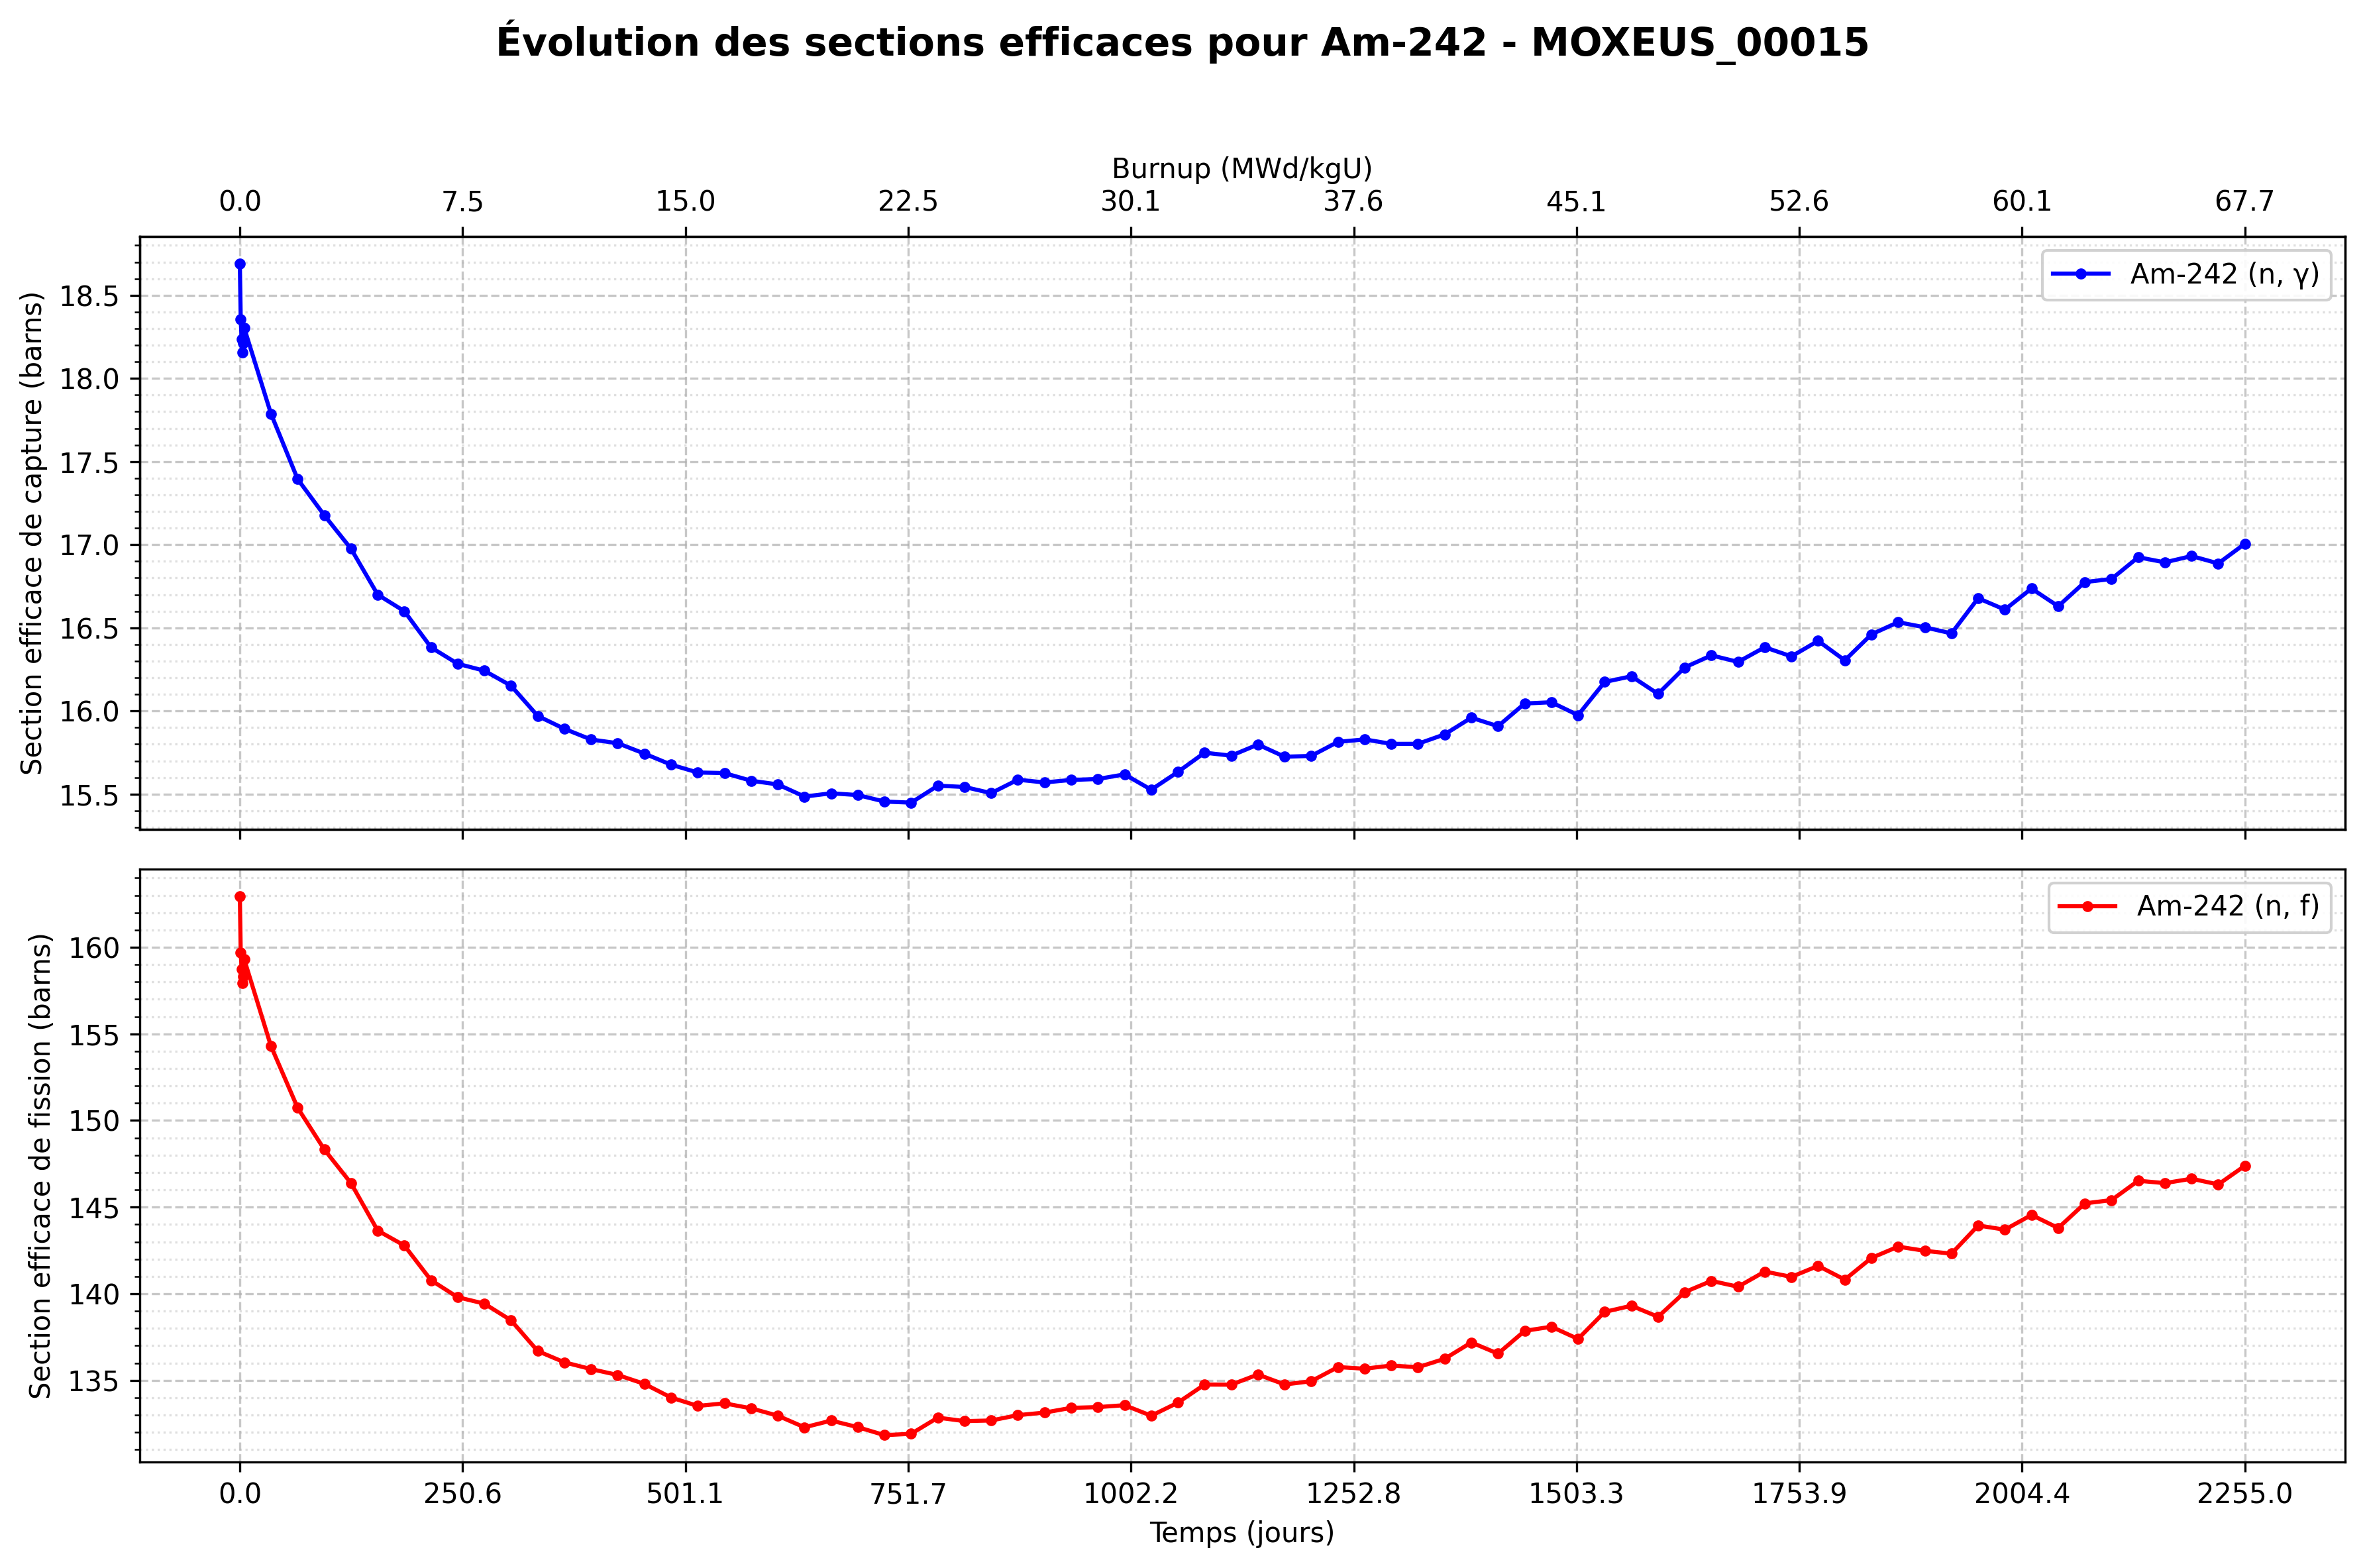 Évolution des sections efficaces pour Am-242 - MOXEUS_00015
Burnup (MWd/kgU)
0.0 7.5 15.0 22.5 30.1 37.6 45.1 52.6 60.1 67.7
Section efficace de capture (barns)
18.5
18.0
17.5
17.0
16.5
16.0
15.5
Am-242 (n, γ)
Section efficace de fission (barns)
160
155
150
145
140
135
Am-242 (n, f)
0.0 250.6 501.1 751.7 1002.2 1252.8 1503.3 1753.9 2004.4 2255.0
Temps (jours)